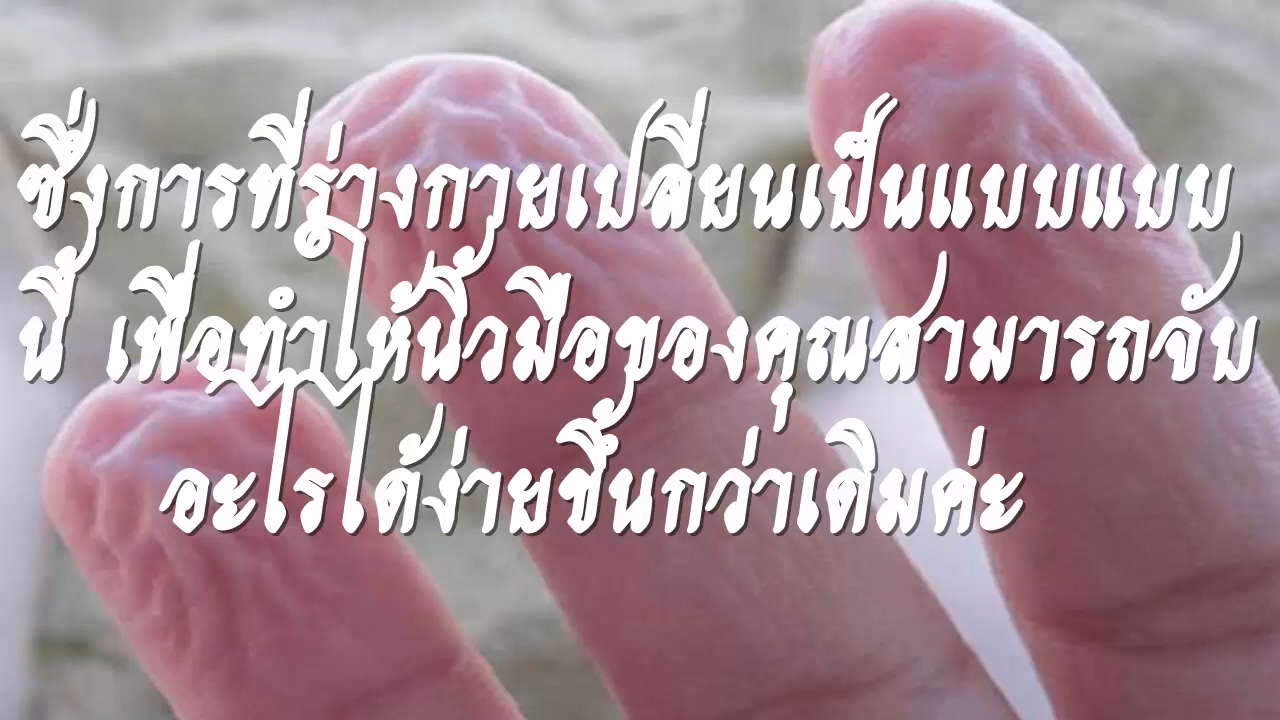 ซึ่งการที่ร่างกายเปลี่ยนเป็นแบบแบบ
นี้ เพื่อทำให้นิ้วมือของคุณสามารถจับ
อะไรได้ง่ายขึ้นกว่าเดิมค่ะ